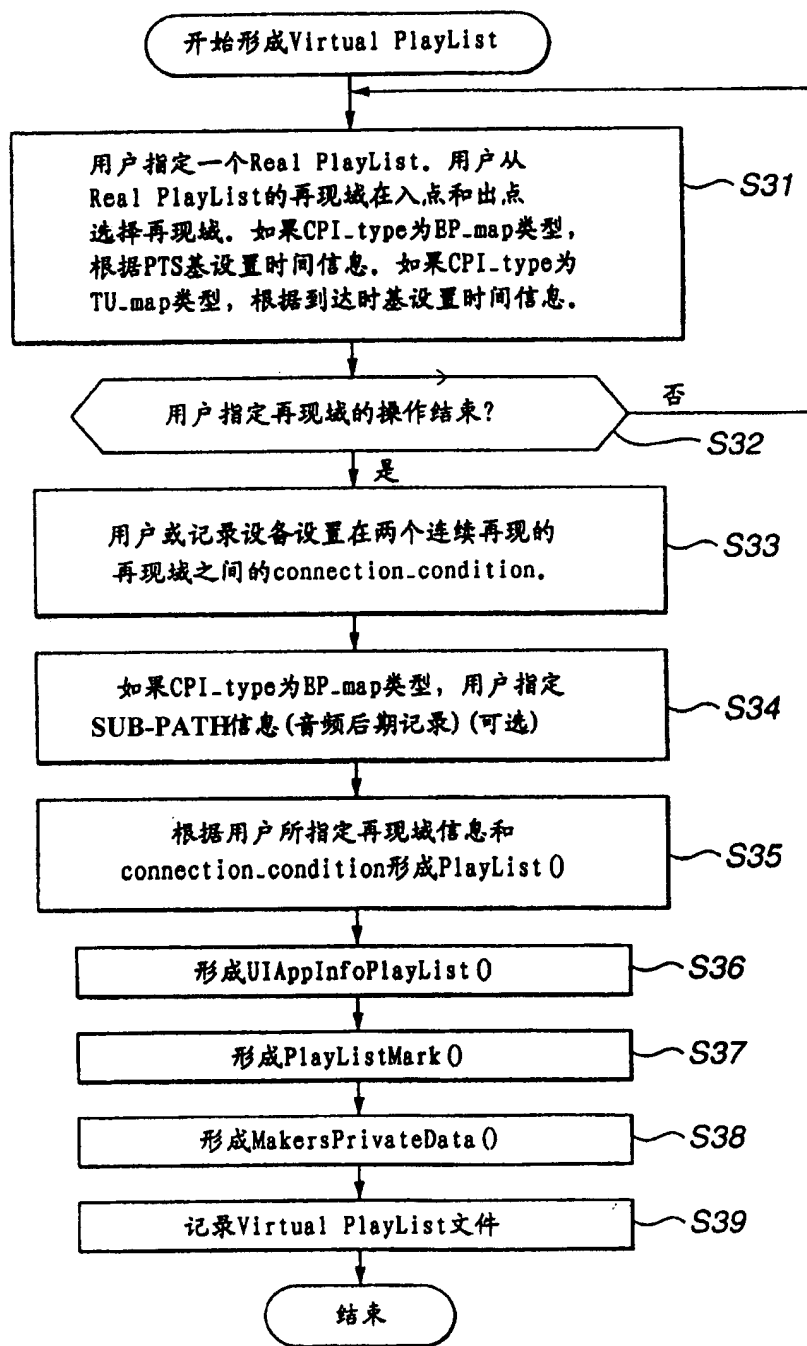 开始形成Virtual PlayList
用户指定一个Real PlayList. 用户从
Real PlayList的再现域在入点和出点
选择再现域. 如果CPI_type为EP_map类型,
根据PTS基设置时间信息. 如果CPI_type为
TU_map类型, 根据到达时基设置时间信息.
S31
用户指定再现域的操作结束?
否
S32
是
用户或记录设备设置在两个连续再现的
再现域之间的connection_condition.
S33
如果CPI_type为EP_map类型, 用户指定
SUB-PATH信息(音频后期记录)(可选)
S34
根据用户所指定再现域信息和
connection_condition形成PlayList()
S35
形成UIAppInfoPlayList()
S36
形成PlayListMark()
S37
形成MakersPrivateData()
S38
记录Virtual PlayList文件
S39
结束